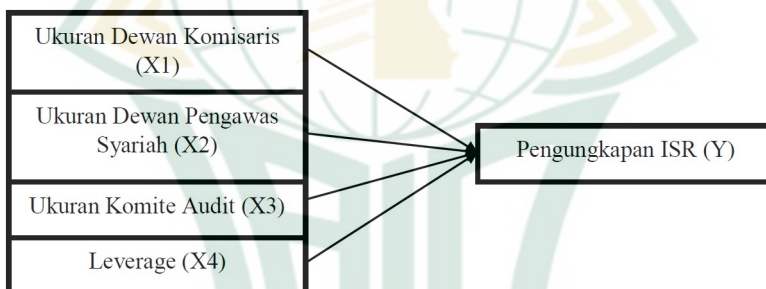 Ukuran Dewan Komisaris
(X1)
Ukuran Dewan Pengawas
Syariah (X2)
Ukuran Komite Audit (X3)
Leverage (X4)
Pengungkapan ISR (Y)